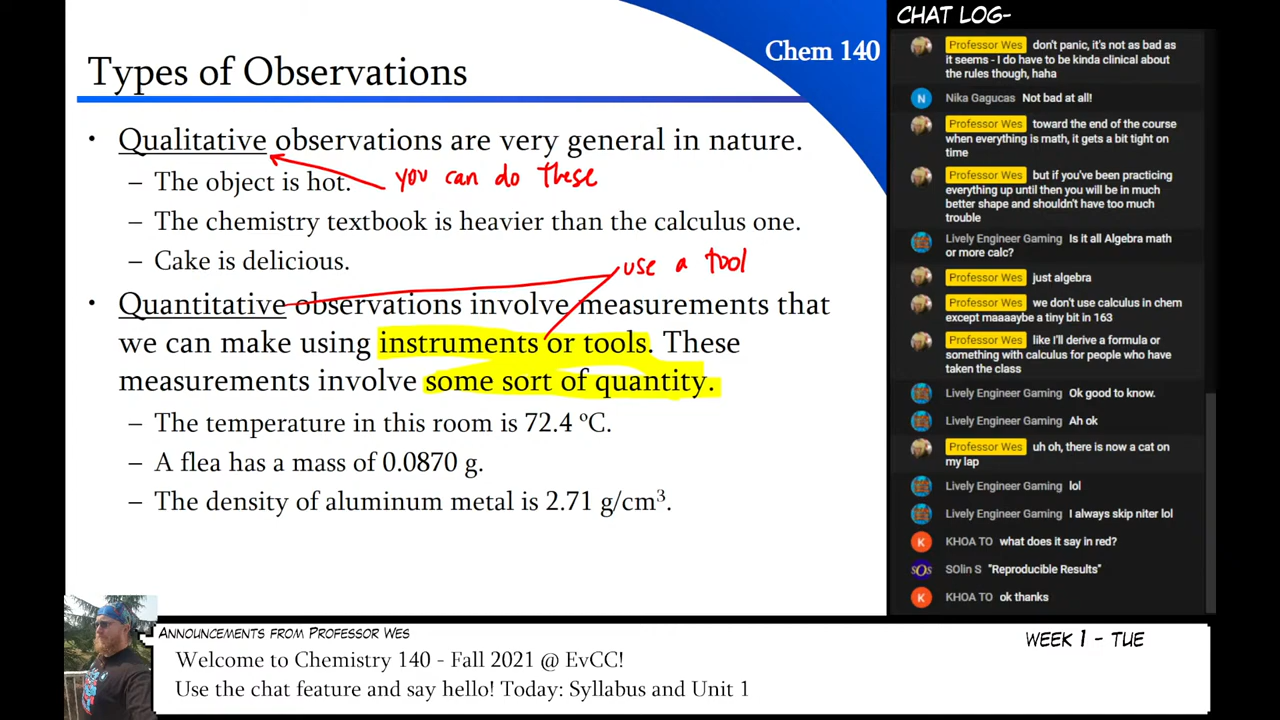 CHAT LOG-
Chem 140
Types of Observations
• Qualitative observations are very general in nature.
you can do these
– The object is hot.
– The chemistry textbook is heavier than the calculus one.
– Cake is delicious.
use a tool
• Quantitative observations involve measurements that
we can make using instruments or tools. These
measurements involve some sort of quantity.
– The temperature in this room is 72.4 ºC.
– A flea has a mass of 0.0870 g.
– The density of aluminum metal is 2.71 g/cm³.
Professor Wes don't panic, it's not as bad as
it seems - I do have to be kinda clinical about
the rules though, haha
N Nika Gagucas Not bad at all!
Professor Wes toward the end of the course
when everything is math, it gets a bit tight on
time
Professor Wes but if you've been practicing
everything up until then you will be in much
better shape and shouldn't have too much
trouble
Lively Engineer Gaming Is it all Algebra math
or more calc?
Professor Wes just algebra
Professor Wes we don't use calculus in chem
except maaaaybe a tiny bit in 163
Professor Wes like I'll derive a formula or
something with calculus for people who have
taken the class
Lively Engineer Gaming Ok good to know.
Lively Engineer Gaming Ah ok
Professor Wes uh oh, there is now a cat on
my lap
Lively Engineer Gaming lol
Lively Engineer Gaming I always skip niter lol
K KHOA TO what does it say in red?
SOS SOlin S "Reproducible Results"
K KHOA TO ok thanks
Announcements from Professor Wes
Week 1 - Tue
Welcome to Chemistry 140 - Fall 2021 @ EvCC!
Use the chat feature and say hello! Today: Syllabus and Unit 1